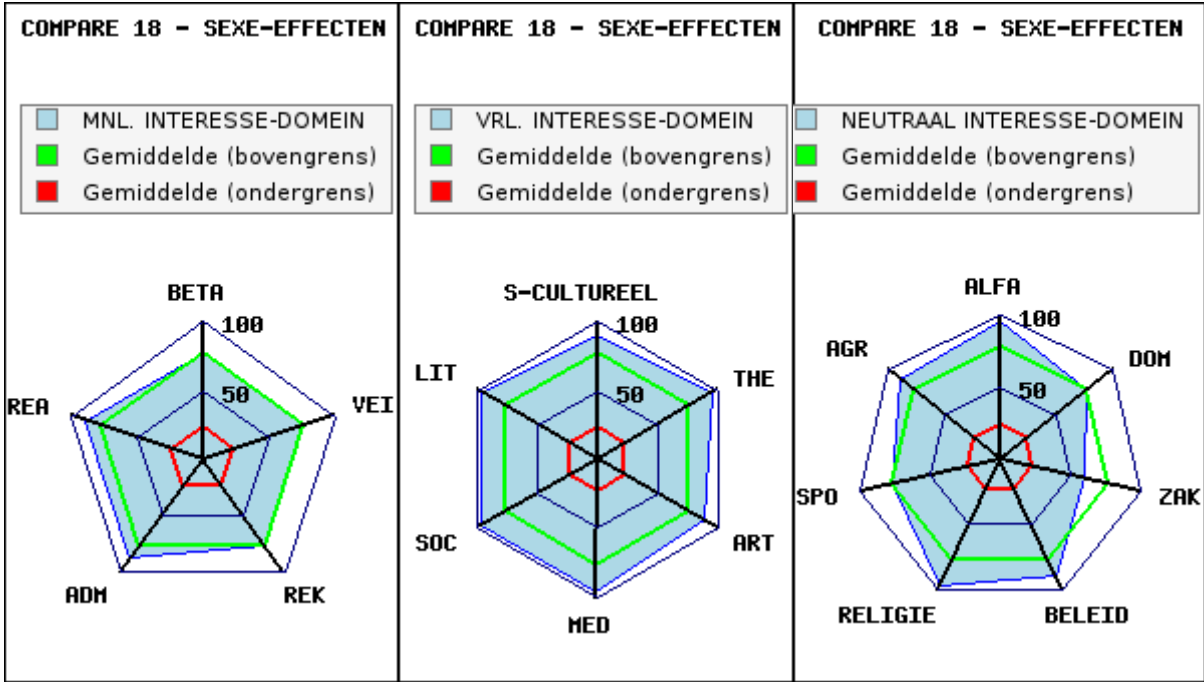 COMPARE 18 - SEXE-EFFECTEN
MNL. INTERESSE-DOMEIN
Gemiddelde (bovengrens)
Gemiddelde (ondergrens)
BETA
100
50
VEI
REA
ADM
REK
COMPARE 18 - SEXE-EFFECTEN
VRL. INTERESSE-DOMEIN
Gemiddelde (bovengrens)
Gemiddelde (ondergrens)
S-CULTUREEL
100
LIT
THE
50
SOC
ART
MED
COMPARE 18 - SEXE-EFFECTEN
NEUTRAAL INTERESSE-DOMEIN
Gemiddelde (bovengrens)
Gemiddelde (ondergrens)
ALFA
100
AGR
DOM
50
SPO
ZAK
RELIGIE
BELEID